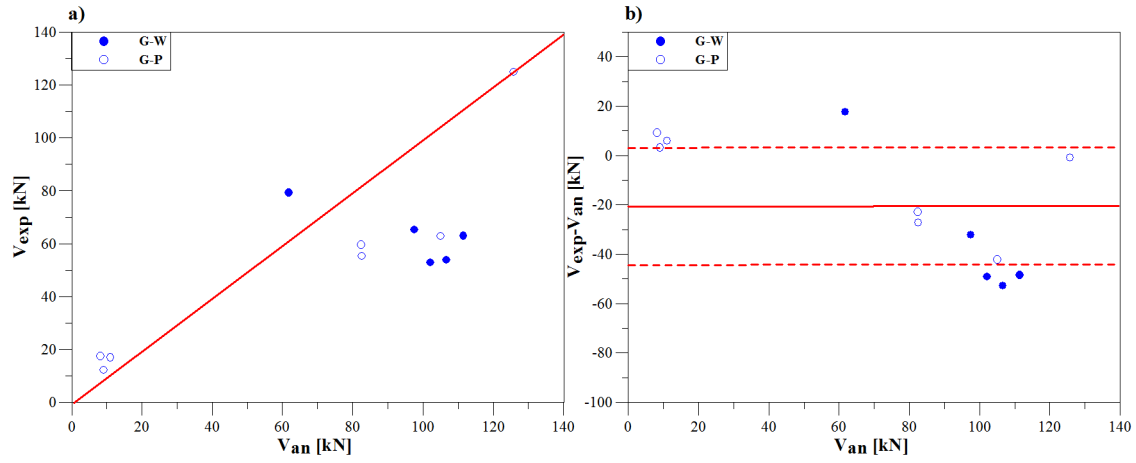 a)
G-W
G-P
140
120
100
80
60
40
20
0
Vexp [kN]
0 20 40 60 80 100 120 140
Van [kN]
b)
G-W
G-P
40
20
0
-20
-40
-60
-80
-100
Vexp-Van [kN]
0 20 40 60 80 100 120 140
Van [kN]